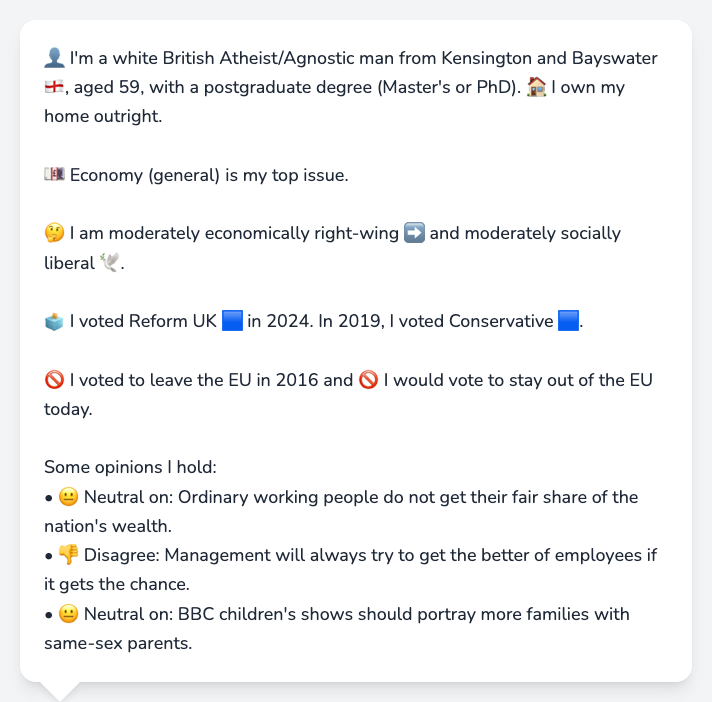 👤 I'm a white British Atheist/Agnostic man from Kensington and Bayswater
🏴󠁧󠁢󠁥󠁮󠁧󠁿, aged 59, with a postgraduate degree (Master's or PhD). 🏠 I own my
home outright.
💷 Economy (general) is my top issue.
🤔 I am moderately economically right-wing ➡️ and moderately socially
liberal 🕊️.
🗳️ I voted Reform UK 🟦 in 2024. In 2019, I voted Conservative 🟦.
🚫 I voted to leave the EU in 2016 and 🚫 I would vote to stay out of the EU
today.
Some opinions I hold:
• 😐 Neutral on: Ordinary working people do not get their fair share of the
nation's wealth.
• 👎 Disagree: Management will always try to get the better of employees if
it gets the chance.
• 😐 Neutral on: BBC children's shows should portray more families with
same-sex parents.